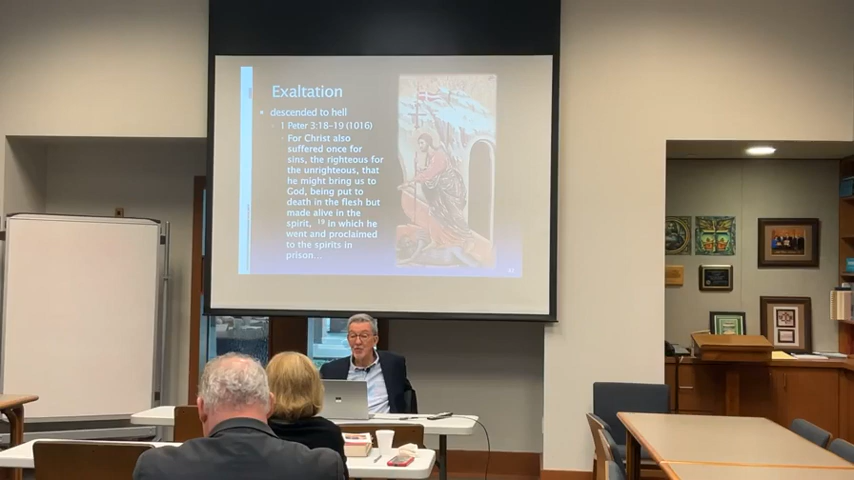 Exaltation
• descended to hell
1 Peter 3:18–19 (1016)
For Christ also
suffered once for
sins, the righteous for
the unrighteous, that
he might bring us to
God, being put to
death in the flesh but
made alive in the
spirit, 19 in which he
went and proclaimed
to the spirits in
prison…